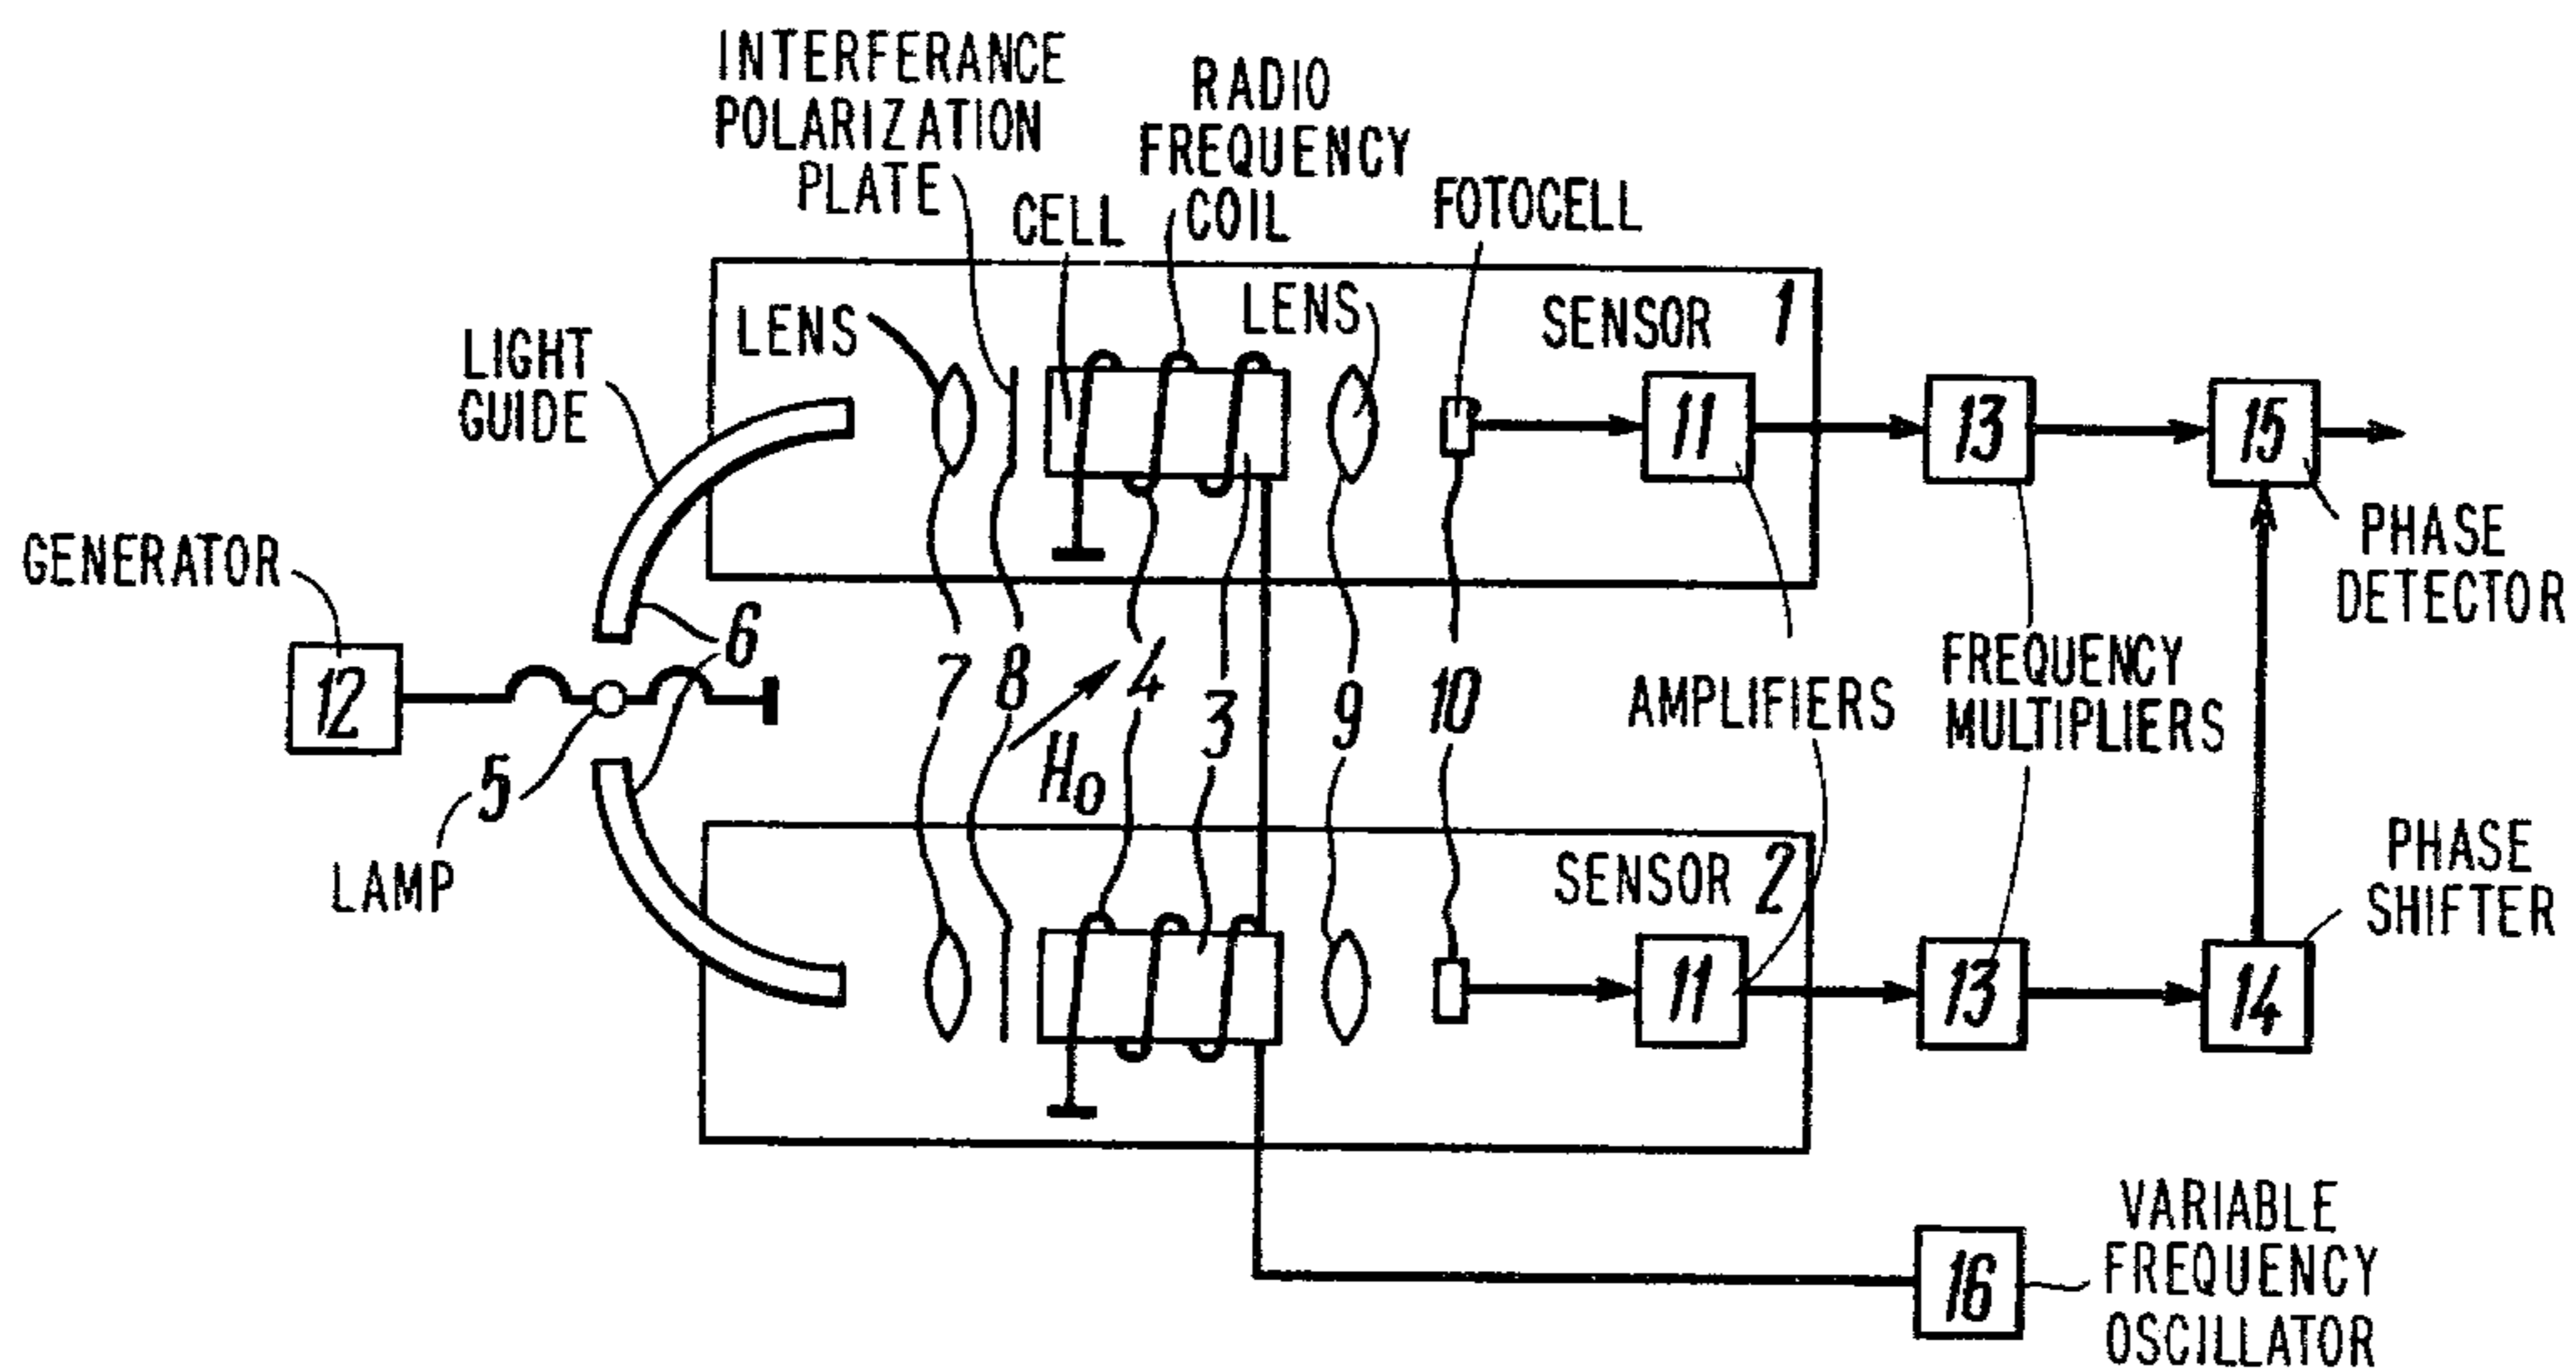 INTERFERANCE
POLARIZATION
PLATE
RADIO
FREQUENCY
COIL
CELL
FOTOCELL
LENS
LENS
SENSOR 1
LIGHT
GUIDE
11
13
15
GENERATOR
PHASE
DETECTOR
12
6
5
LAMP
7
8
H0
4
3
9
10
AMPLIFIERS
FREQUENCY
MULTIPLIERS
SENSOR 2
PHASE
SHIFTER
11
13
14
16
VARIABLE
FREQUENCY
OSCILLATOR